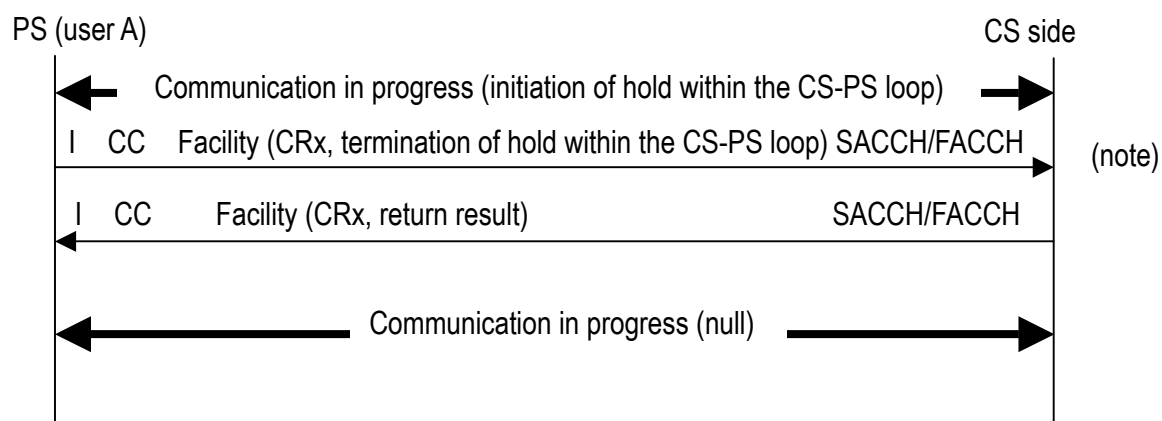 PS (user A) CS side
Communication in progress (initiation of hold within the CS-PS loop)
I CC Facility (CRx, termination of hold within the CS-PS loop) SACCH/FACCH (note)
I CC Facility (CRx, return result) SACCH/FACCH
Communication in progress (null)